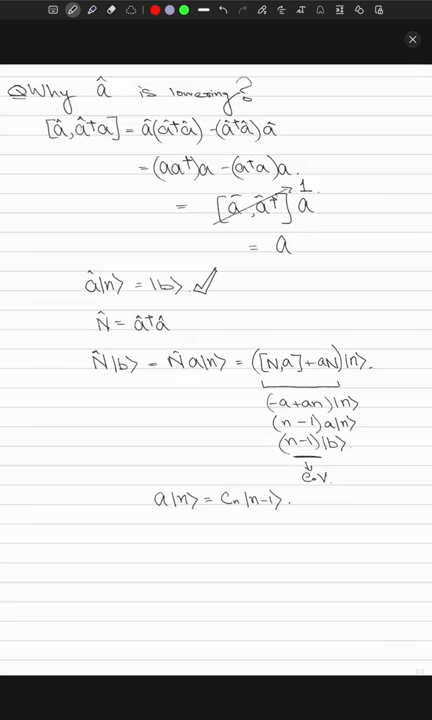 Q Why â is lowering?
[â, â†a] = â(â†â) - (â†â)â
= (aa†)a - (a†a)a.
1
= [â, â†] a
= a
â|n⟩ = |b⟩. ✓
N̂ = â†â
N̂|b⟩ = N̂ a|n⟩ = ([N,a] + aN)|n⟩.
(-a+an)|n⟩
(n-1)a|n⟩
(n-1)|b⟩
e.v.
a|n⟩ = Cₙ|n-1⟩.